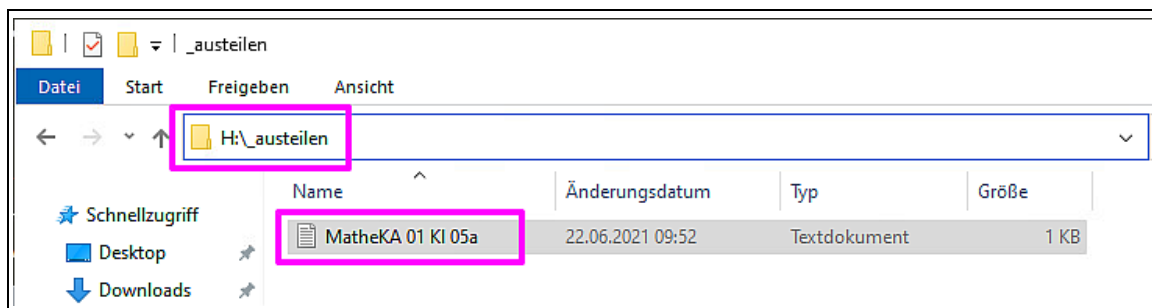 _austeilen
Datei Start Freigeben Ansicht
H:\_austeilen
Name Änderungsdatum Typ Größe
Schnellzugriff
MatheKA 01 Kl 05a 22.06.2021 09:52 Textdokument 1 KB
Desktop
Downloads